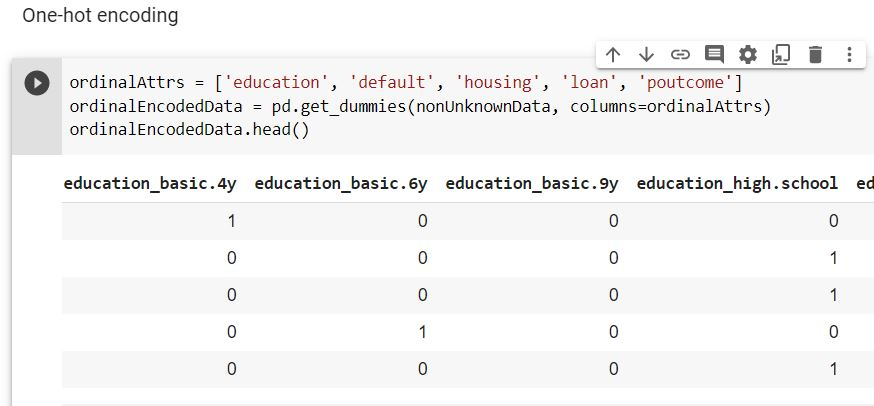 One-hot encoding
ordinalAttrs = ['education', 'default', 'housing', 'loan', 'poutcome']
ordinalEncodedData = pd.get_dummies(nonUnknownData, columns=ordinalAttrs)
ordinalEncodedData.head()
education_basic.4y education_basic.6y education_basic.9y education_high.school ed
1 0 0 0
0 0 0 1
0 0 0 1
0 1 0 0
0 0 0 1